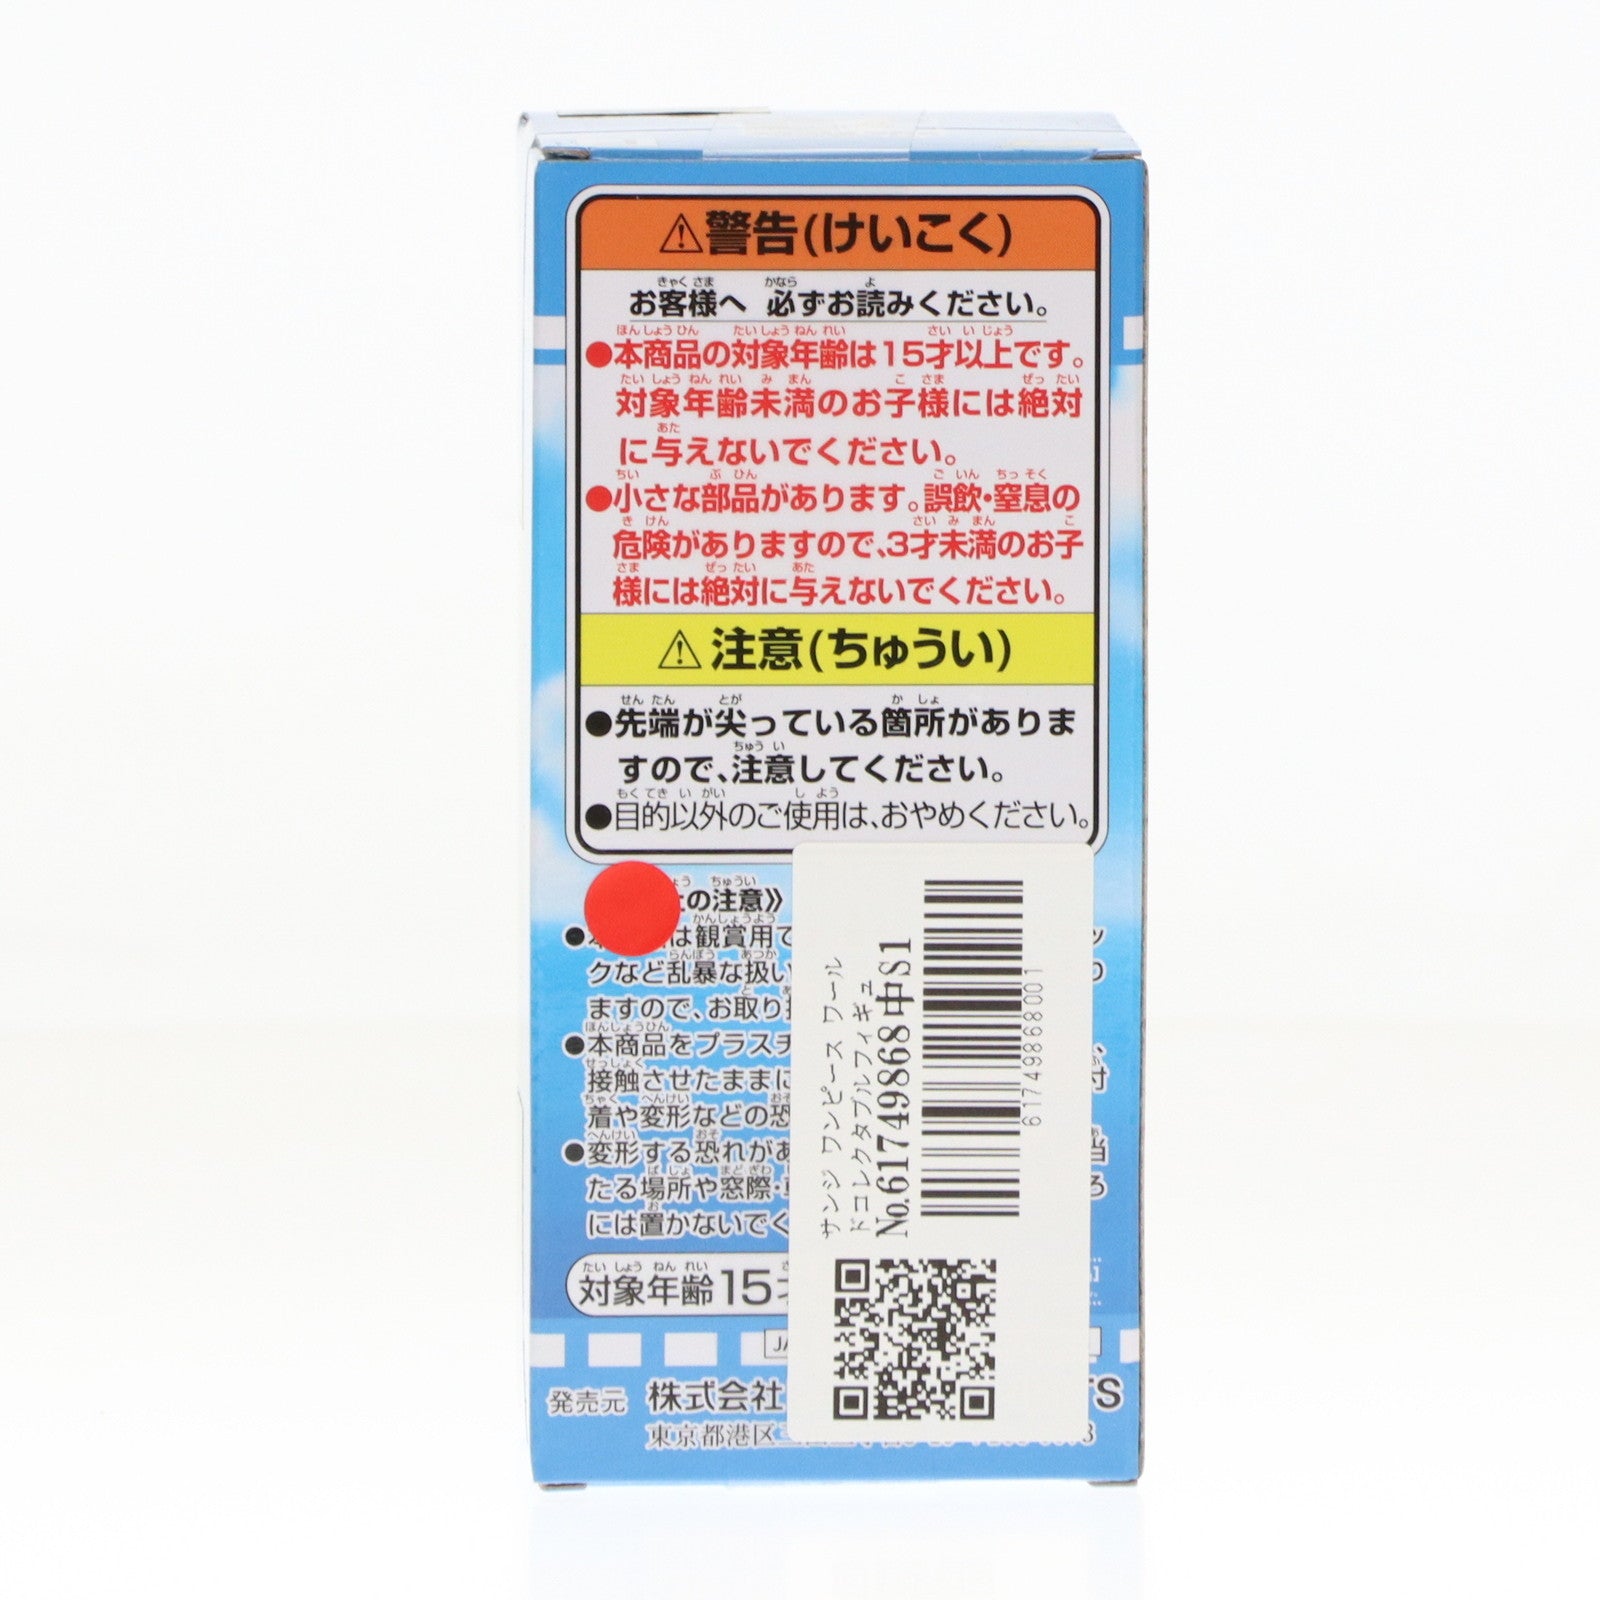 ⚠警告(けいこく)
お客様へ 必ずお読みください。
●本商品の対象年齢は15才以上です。
対象年齢未満のお子様には絶対
に与えないでください。
●小さな部品があります。誤飲・窒息の
危険がありますので、3才未満のお子
様には絶対に与えないでください。
⚠注意(ちゅうい)
●先端が尖っている箇所がありま
すので、注意してください。
●目的以外のご使用は、おやめください。
の注意》
は観賞用で
クなど乱暴な扱い
ますので、お取り
●本商品をプラスチ
接触させたままに
着や変形などの恐
●変形する恐れがあ
たる場所や窓際・
には置かないでく
対象年齢15
発売元 株式会社
東京都港区
サンジ ワンピース ワール
ドコレクタブルフィギュ
No.61749868中S1
61749868001